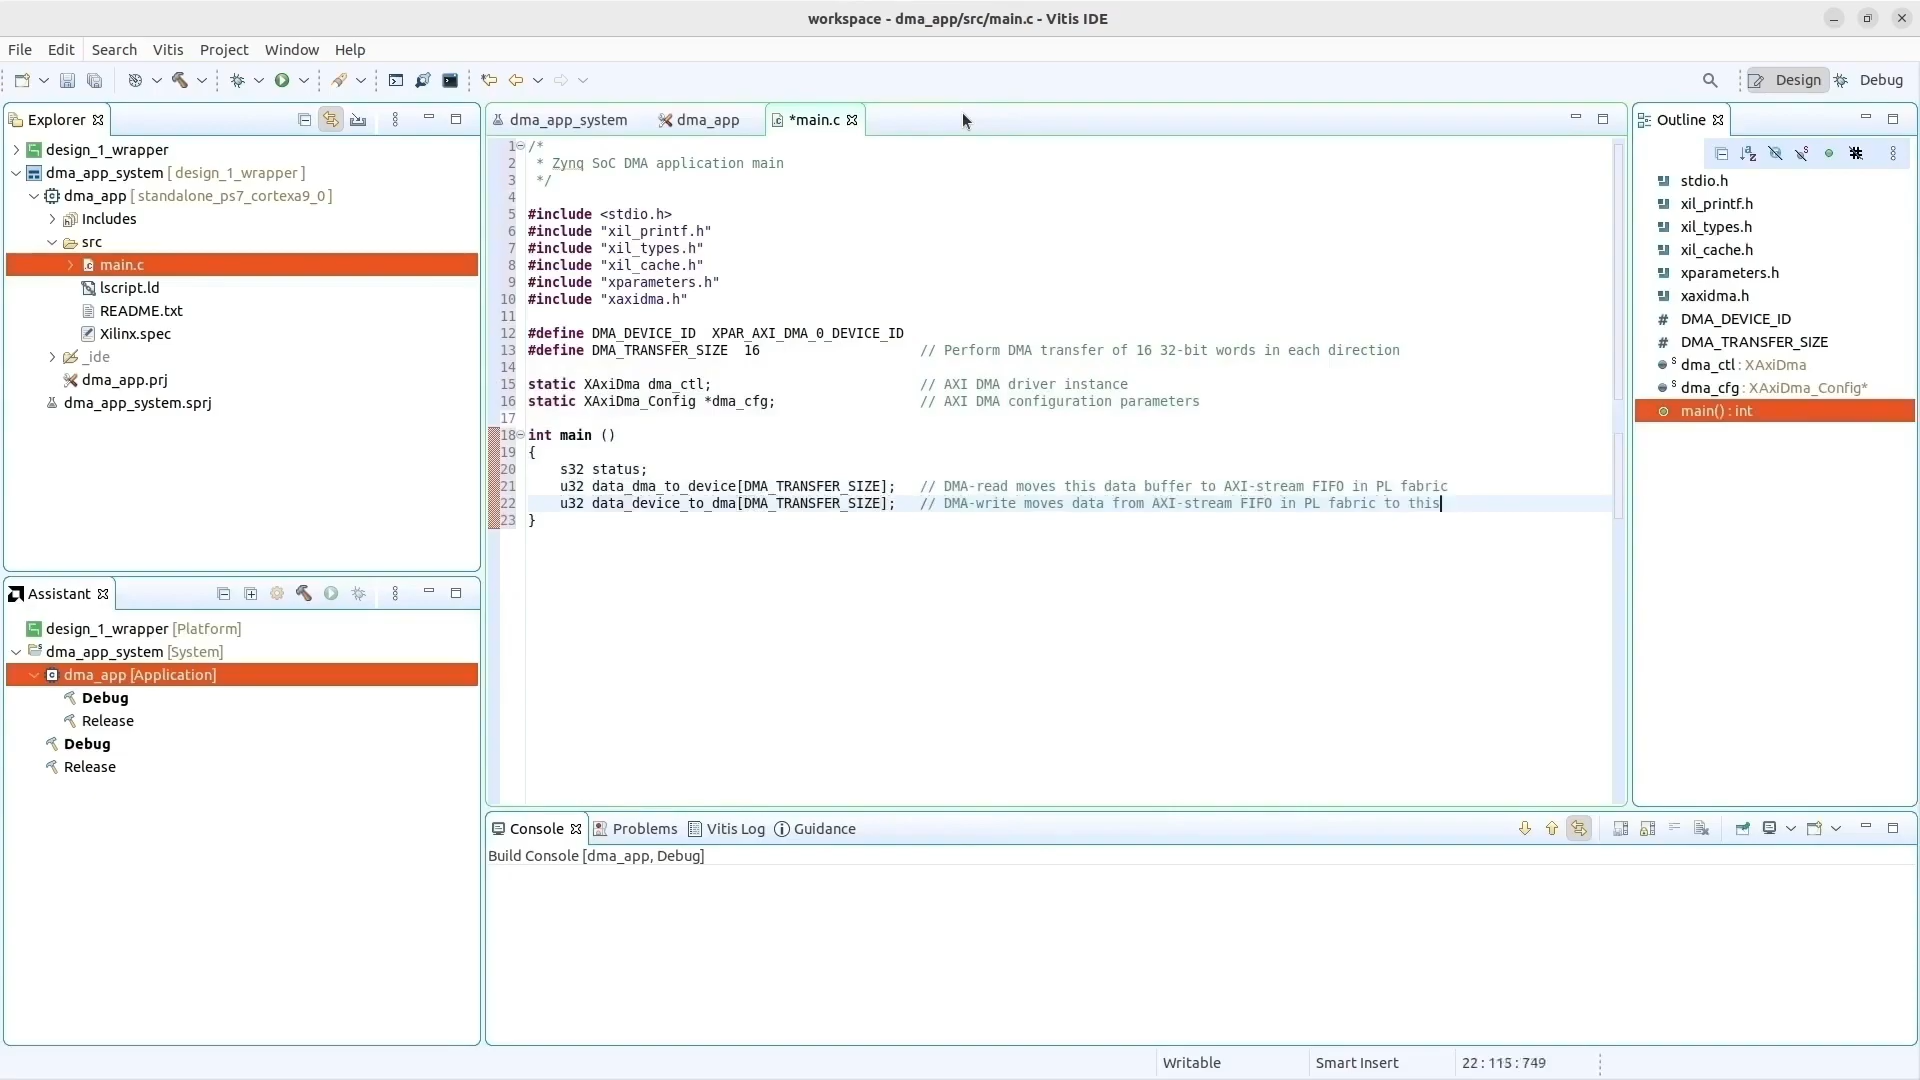 workspace - dma_app/src/main.c - Vitis IDE
File Edit Search Vitis Project Window Help
Design Debug
Explorer
design_1_wrapper
dma_app_system [ design_1_wrapper ]
dma_app [ standalone_ps7_cortexa9_0 ]
Includes
src
main.c
lscript.ld
README.txt
Xilinx.spec
_ide
dma_app.prj
dma_app_system.sprj
Assistant
design_1_wrapper [Platform]
dma_app_system [System]
dma_app [Application]
Debug
Release
Debug
Release
dma_app_system dma_app *main.c
1 /*
2 * Zynq SoC DMA application main
3 */
4
5 #include <stdio.h>
6 #include "xil_printf.h"
7 #include "xil_types.h"
8 #include "xil_cache.h"
9 #include "xparameters.h"
10 #include "xaxidma.h"
11
12 #define DMA_DEVICE_ID  XPAR_AXI_DMA_0_DEVICE_ID
13 #define DMA_TRANSFER_SIZE  16 // Perform DMA transfer of 16 32-bit words in each direction
14
15 static XAxiDma dma_ctl; // AXI DMA driver instance
16 static XAxiDma_Config *dma_cfg; // AXI DMA configuration parameters
17
18 int main ()
19 {
20 s32 status;
21 u32 data_dma_to_device[DMA_TRANSFER_SIZE]; // DMA-read moves this data buffer to AXI-stream FIFO in PL fabric
22 u32 data_device_to_dma[DMA_TRANSFER_SIZE]; // DMA-write moves data from AXI-stream FIFO in PL fabric to this
23 }
Outline
stdio.h
xil_printf.h
xil_types.h
xil_cache.h
xparameters.h
xaxidma.h
# DMA_DEVICE_ID
# DMA_TRANSFER_SIZE
S dma_ctl : XAxiDma
S dma_cfg : XAxiDma_Config*
main() : int
Console Problems Vitis Log Guidance
Build Console [dma_app, Debug]
Writable Smart Insert 22 : 115 : 749